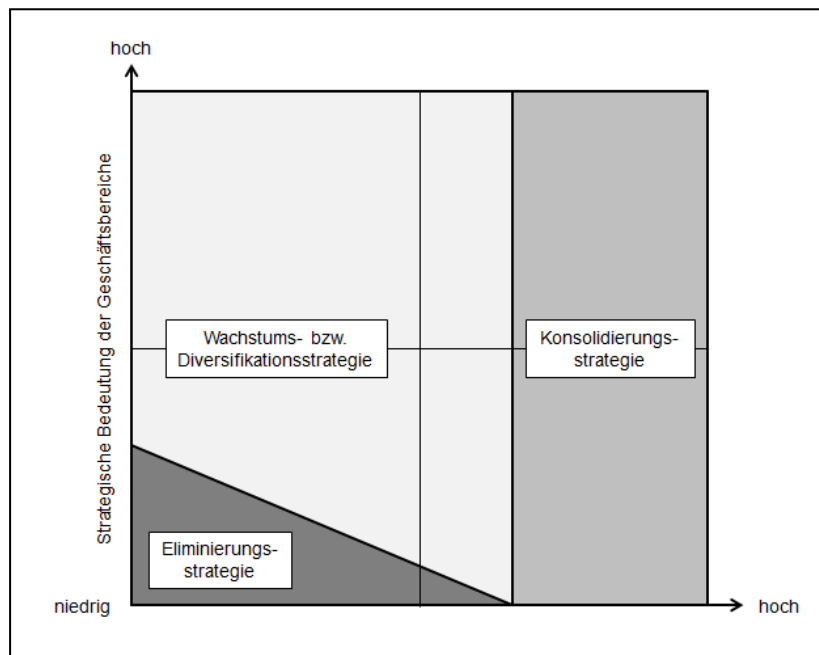 hoch
Strategische Bedeutung der Geschäftsbereiche
Wachstums- bzw.
Diversifikationsstrategie
Konsolidierungs-
strategie
Eliminierungs-
strategie
niedrig
hoch